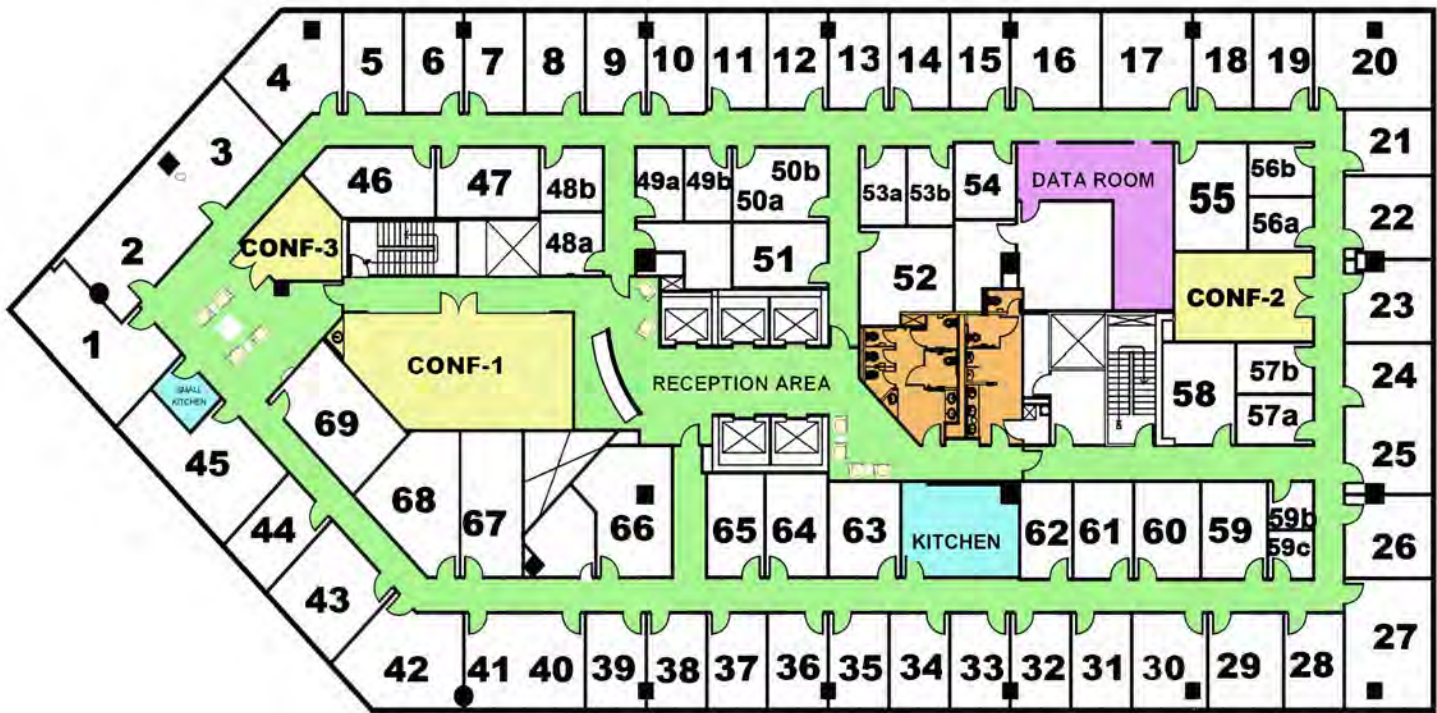 4 5 6 7 8 9 10 11 12 13 14 15 16 17 18 19 20
3
21
46 47 48b 49a 49b 50b 50a 53a 53b 54 DATA ROOM 55 56b
22
2 CONF-3 48a 51 52 56a
23
CONF-2
1
CONF-1 RECEPTION AREA 58 57b 24
SMALL
KITCHEN
57a
69
45 25
68 67 66 65 64 63 KITCHEN 62 61 60 59 59b
44 59c 26
43
27
42 41 40 39 38 37 36 35 34 33 32 31 30 29 28